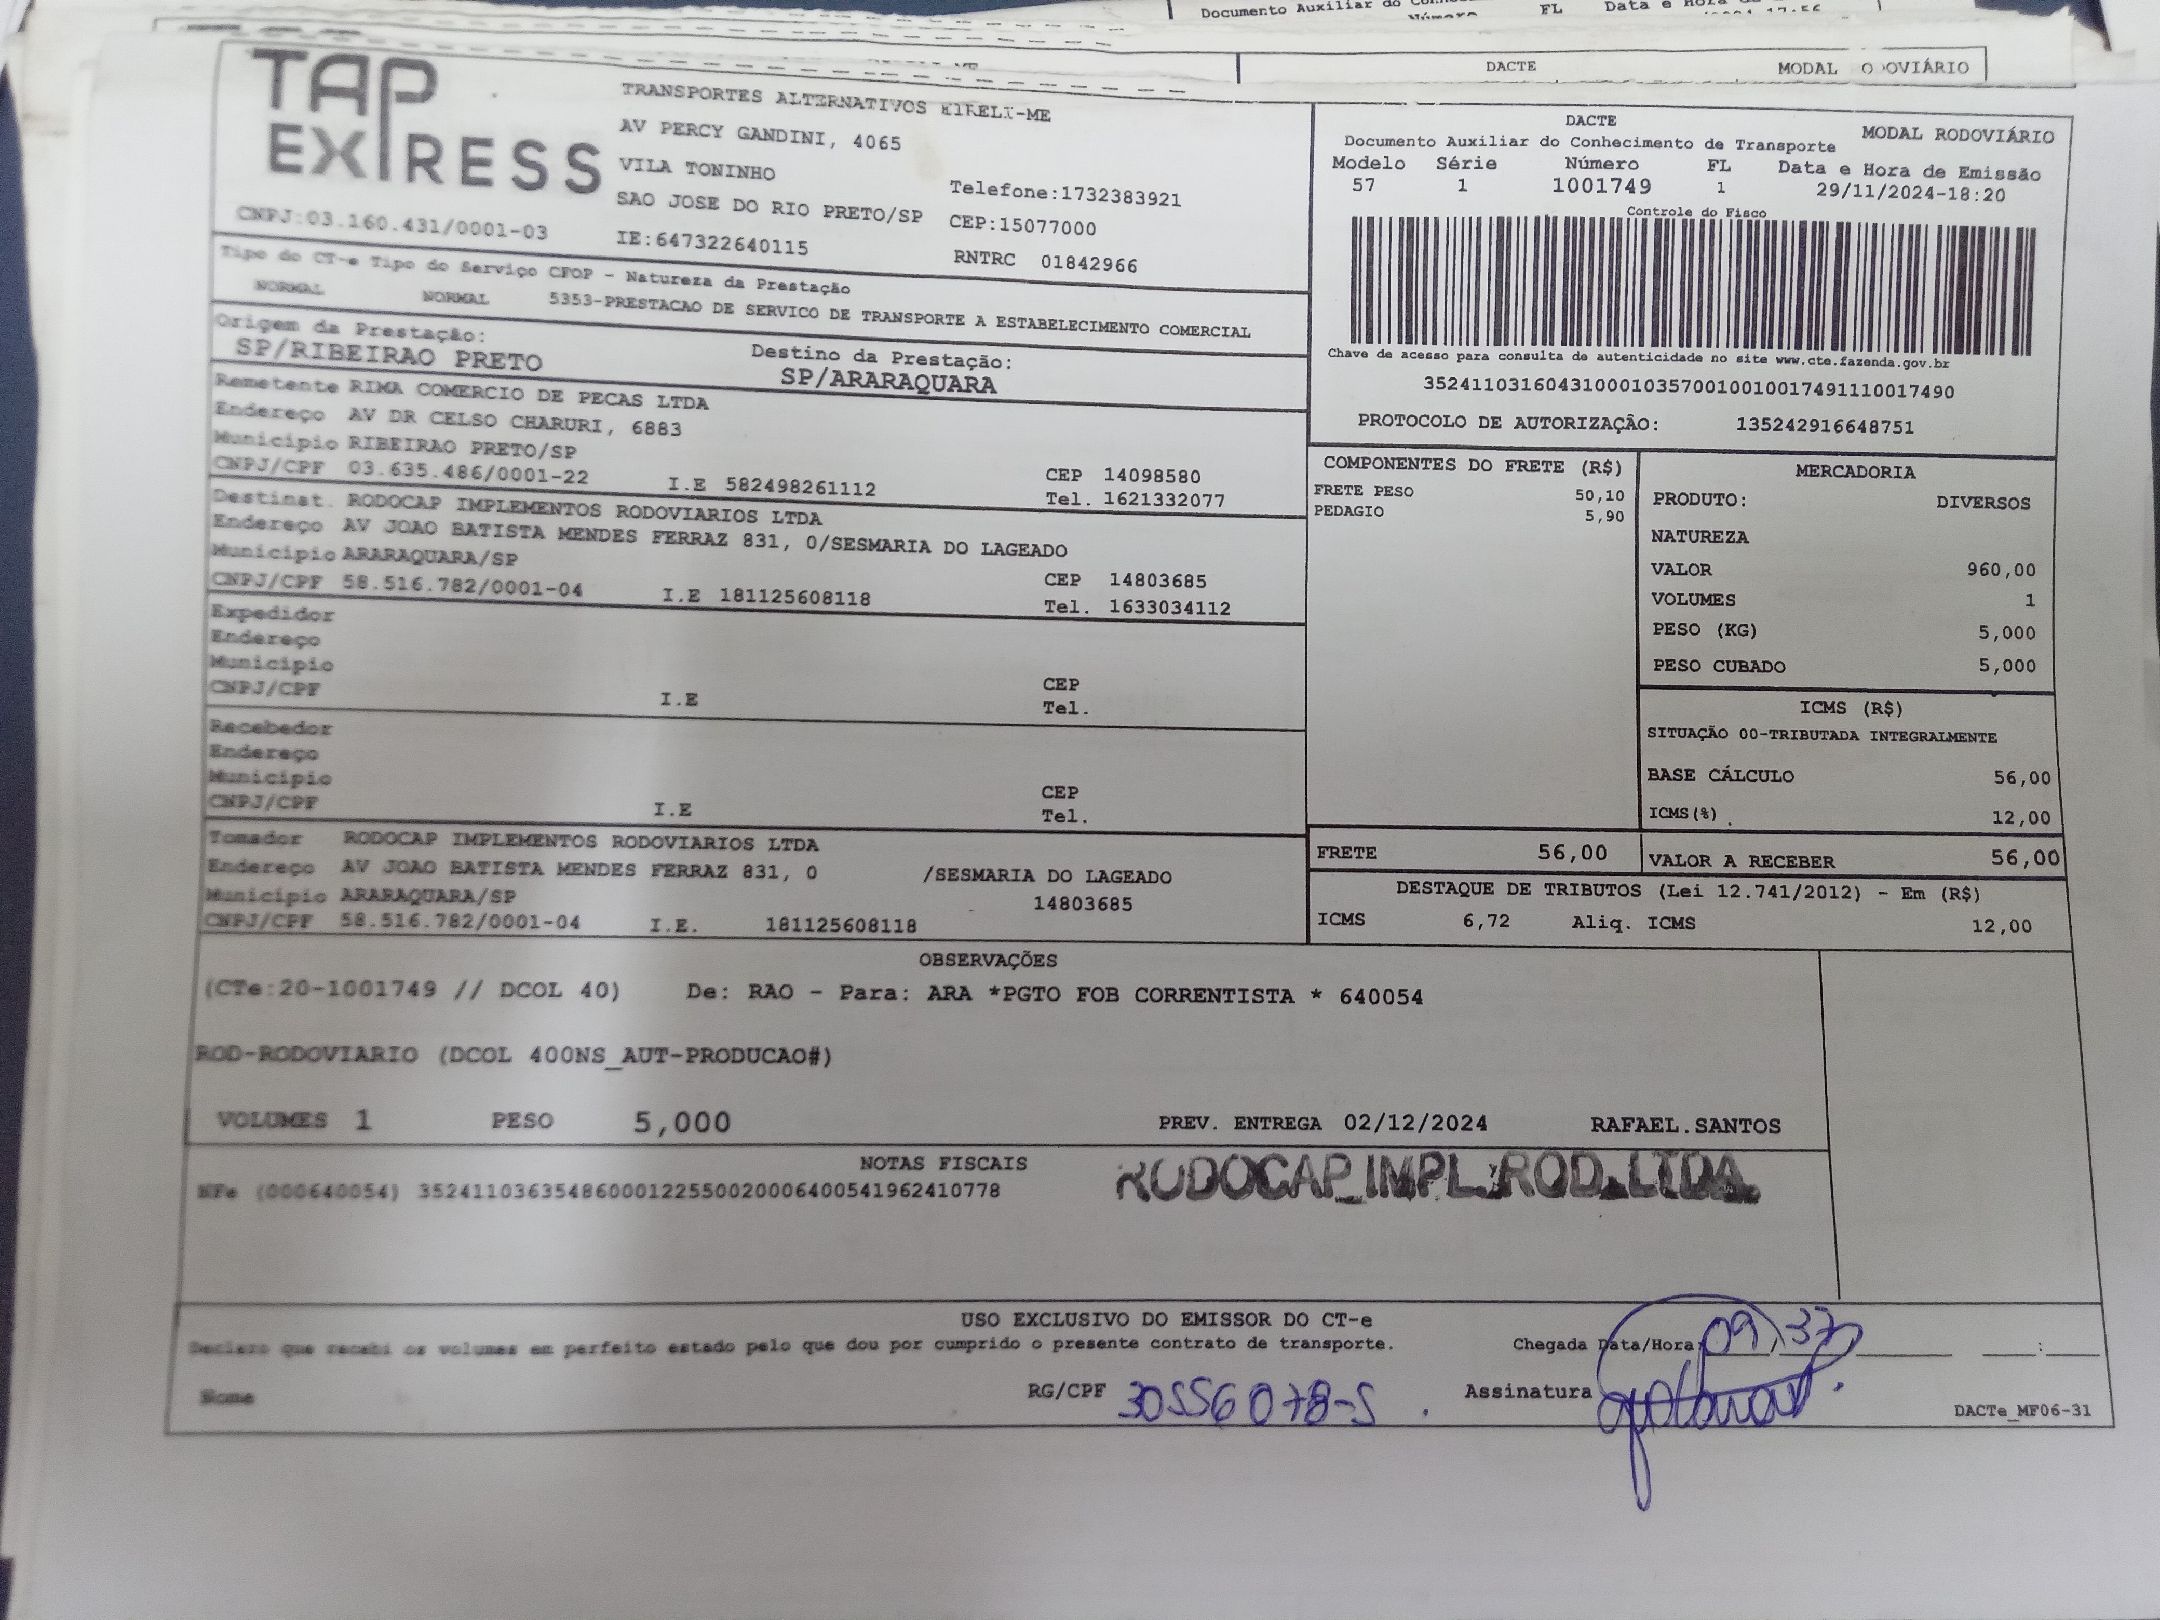 Documento Auxiliar do
FL
Data e Hora
DACTE
MODAL
TAP
EXPRESS
TRANSPORTES ALTERNATIVOS EIRELI-ME
AV PERCY GANDINI, 4065
VILA TONINHO
SAO JOSE DO RIO PRETO/SP
Telefone:1732383921
CEP:15077000
CNPJ:03.160.431/0001-03
IE:647322640115
RNTRC 01842966
DACTE
MODAL RODOVIÁRIO
Documento Auxiliar do Conhecimento de Transporte
Modelo Série Número FL Data e Hora de Emissão
57 1 1001749 1 29/11/2024-18:20
Controle do Fisco
Chave de acesso para consulta de autenticidade no site www.cte.fazenda.gov.br
35241103160431000103570010010017491110017490
PROTOCOLO DE AUTORIZAÇÃO: 135242916648751
Tipo do CT-e Tipo do Serviço CFOP - Natureza da Prestação
NORMAL NORMAL 5353-PRESTACAO DE SERVICO DE TRANSPORTE A ESTABELECIMENTO COMERCIAL
Origem da Prestação:
SP/RIBEIRAO PRETO
Destino da Prestação:
SP/ARARAQUARA
Remetente RIMA COMERCIO DE PECAS LTDA
Endereço AV DR CELSO CHARURI, 6883
Municipio RIBEIRAO PRETO/SP
CEP 14098580
CNPJ/CPF 03.635.486/0001-22 I.E 582498261112 Tel. 1621332077
Destinat. RODOCAP IMPLEMENTOS RODOVIARIOS LTDA
Endereço AV JOAO BATISTA MENDES FERRAZ 831, 0/SESMARIA DO LAGEADO
Municipio ARARAQUARA/SP
CEP 14803685
CNPJ/CPF 58.516.782/0001-04 I.E 181125608118 Tel. 1633034112
Expedidor
Endereço
Municipio
CEP
CNPJ/CPF I.E Tel.
Recebedor
Endereço
Municipio
CEP
CNPJ/CPF I.E Tel.
Tomador RODOCAP IMPLEMENTOS RODOVIARIOS LTDA
Endereço AV JOAO BATISTA MENDES FERRAZ 831, 0 /SESMARIA DO LAGEADO
Municipio ARARAQUARA/SP 14803685
CNPJ/CPF 58.516.782/0001-04 I.E. 181125608118
COMPONENTES DO FRETE (R$)
FRETE PESO 50,10
PEDAGIO 5,90
MERCADORIA
PRODUTO: DIVERSOS
NATUREZA
VALOR 960,00
VOLUMES 1
PESO (KG) 5,000
PESO CUBADO 5,000
ICMS (R$)
SITUAÇÃO 00-TRIBUTADA INTEGRALMENTE
BASE CÁLCULO 56,00
ICMS(%) 12,00
FRETE 56,00 VALOR A RECEBER 56,00
DESTAQUE DE TRIBUTOS (Lei 12.741/2012) - Em (R$)
ICMS 6,72 Aliq. ICMS 12,00
OBSERVAÇÕES
(CTe:20-1001749 // DCOL 40) De: RAO - Para: ARA *PGTO FOB CORRENTISTA * 640054
ROD-RODOVIARIO (DCOL 400NS_AUT-PRODUCAO#)
VOLUMES 1 PESO 5,000 PREV. ENTREGA 02/12/2024 RAFAEL.SANTOS
NOTAS FISCAIS
NFe (000640054) 35241103635486000122550020006400541962410778
RODOCAP IMPL. ROD. LTDA.
USO EXCLUSIVO DO EMISSOR DO CT-e
Declaro que recebi os volumes em perfeito estado pelo que dou por cumprido o presente contrato de transporte.
Chegada Data/Hora:
Nome
RG/CPF 30556078-5
Assinatura
DACTe_MF06-31